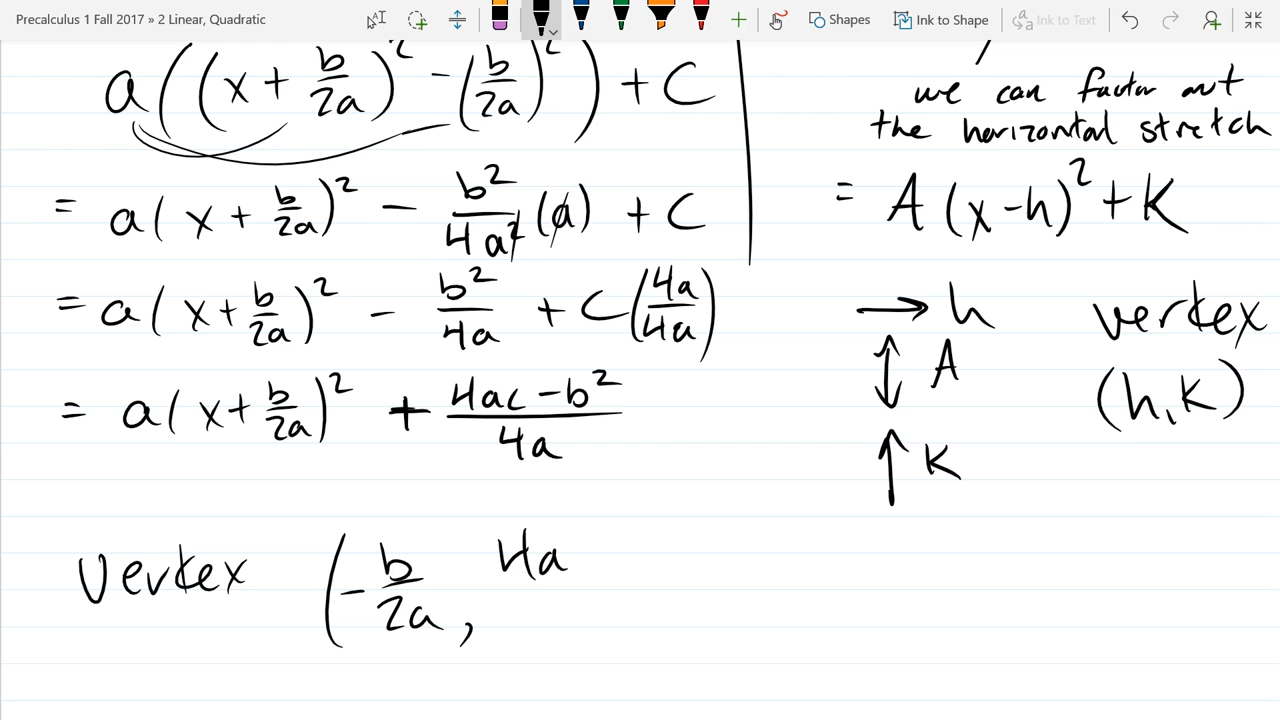 Precalculus 1 Fall 2017 » 2 Linear, Quadratic
Shapes
Ink to Shape
Ink to Text
a((x + b/2a)² - (b/2a)²) + C
= a(x + b/2a)² - b²/4a² (a) + C
= a(x + b/2a)² - b²/4a + C(4a/4a)
= a(x + b/2a)² + 4ac - b²/4a
Vertex (-b/2a, 4a
we can factor out
the horizontal stretch
= A(x-h)² + K
→ h
↕ A
↑ K
vertex
(h,K)